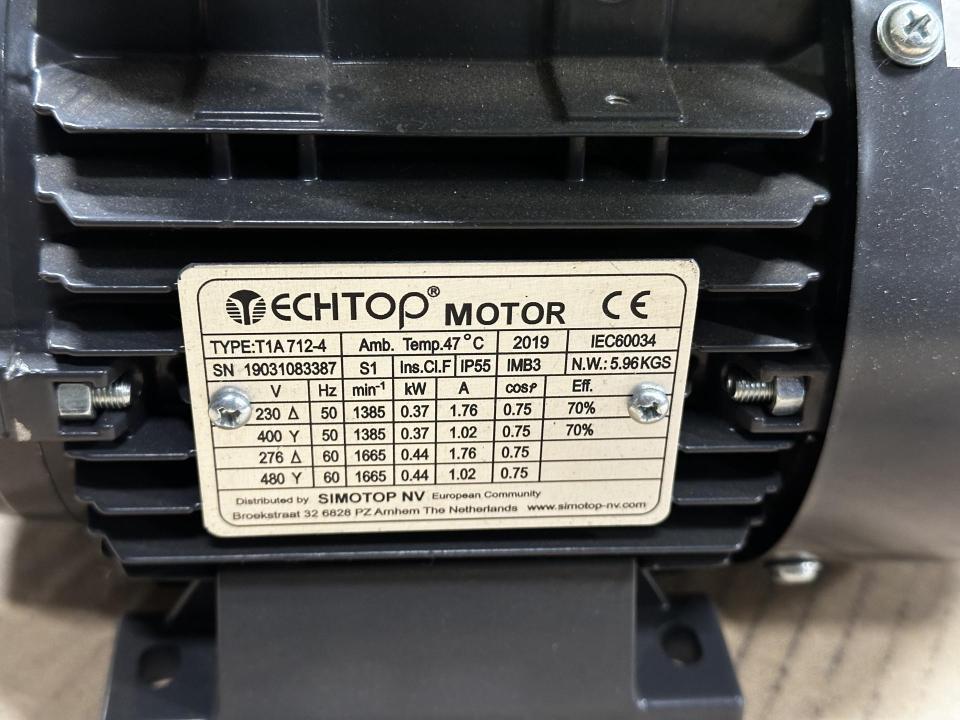 TECHTOP® MOTOR CE
TYPE:T1A 712-4 Amb. Temp.47°C 2019 IEC60034
SN 19031083387 S1 Ins.Cl.F IP55 IMB3 N.W.: 5.96KGS
V Hz min⁻¹ kW A cosφ Eff.
230 Δ 50 1385 0.37 1.76 0.75 70%
400 Y 50 1385 0.37 1.02 0.75 70%
276 Δ 60 1665 0.44 1.76 0.75
480 Y 60 1665 0.44 1.02 0.75
Distributed by SIMOTOP NV European Community
Broekstraat 32 6828 PZ Arnhem The Netherlands www.simotop-nv.com